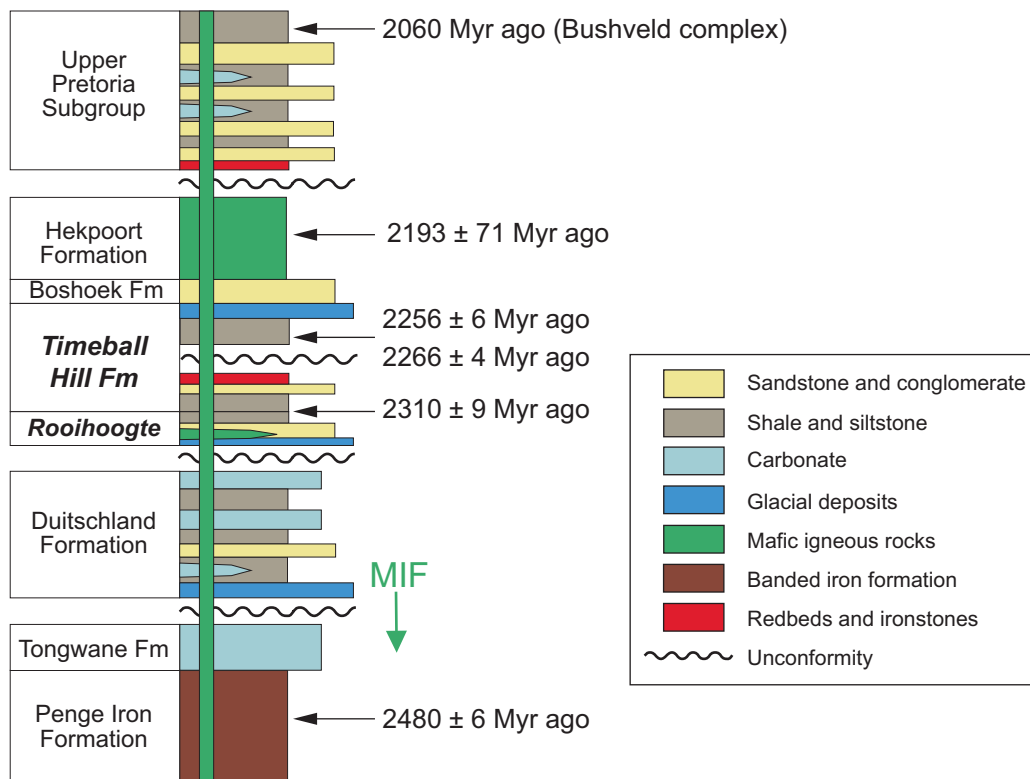 Upper
Pretoria
Subgroup
2060 Myr ago (Bushveld complex)
Hekpoort
Formation
2193 ± 71 Myr ago
Boshoek Fm
Timeball
Hill Fm
2256 ± 6 Myr ago
2266 ± 4 Myr ago
2310 ± 9 Myr ago
Rooihoogte
Duitschland
Formation
MIF
Tongwane Fm
Penge Iron
Formation
2480 ± 6 Myr ago
Sandstone and conglomerate
Shale and siltstone
Carbonate
Glacial deposits
Mafic igneous rocks
Banded iron formation
Redbeds and ironstones
Unconformity